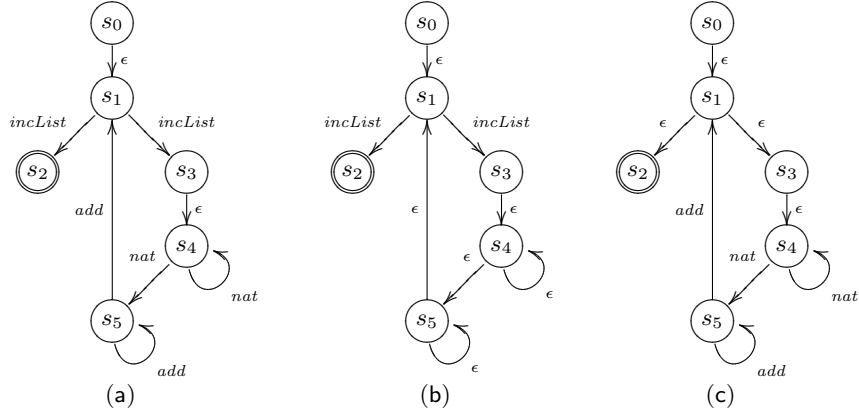 s0 s0 s0
ϵ ϵ ϵ
s1 s1 s1
incList incList incList incList ϵ ϵ
s2 s3 s2 s3 s2 s3
ϵ ϵ ϵ
add ϵ add
s4 s4 s4
nat ϵ nat
nat ϵ nat
s5 s5 s5
add ϵ add
(a) (b) (c)